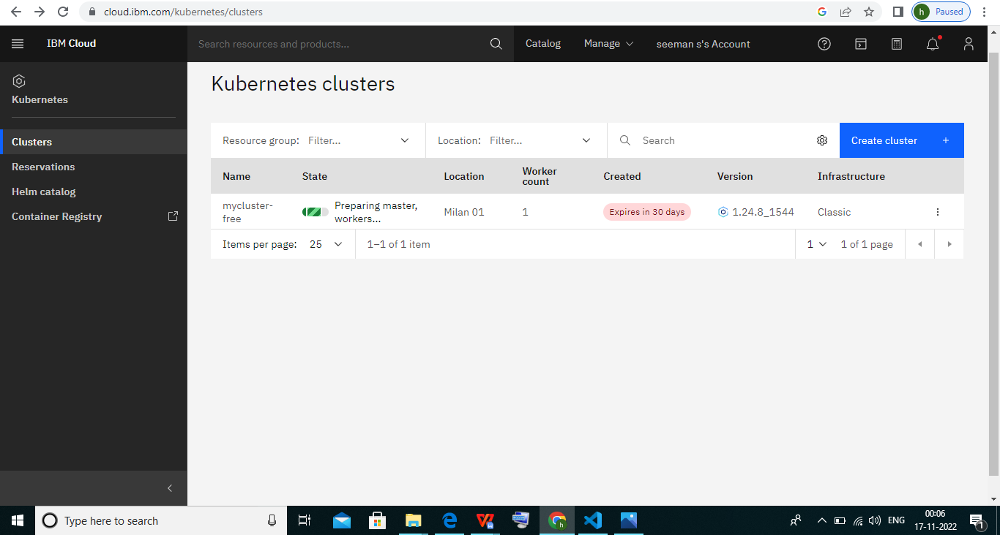 cloud.ibm.com/kubernetes/clusters
h Paused
IBM Cloud
Search resources and products...
Catalog
Manage
seeman s's Account
Kubernetes
Clusters
Reservations
Helm catalog
Container Registry
Kubernetes clusters
Resource group: Filter...
Location: Filter...
Search
Create cluster +
Name State Location Worker count Created Version Infrastructure
mycluster-
free
Preparing master,
workers...
Milan 01
1
Expires in 30 days
1.24.8_1544
Classic
Items per page: 25
1–1 of 1 item
1
1 of 1 page
Type here to search
h
ENG
00:06
17-11-2022
1